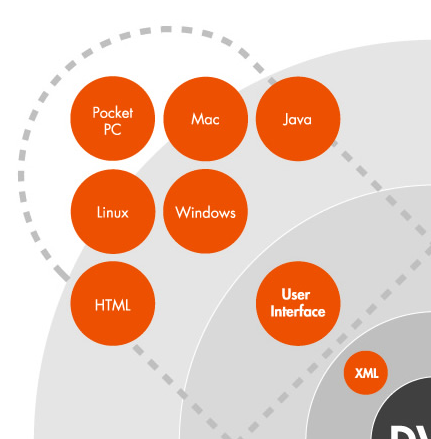 Pocket
PC
Mac
Java
Linux
Windows
HTML
User
Interface
XML